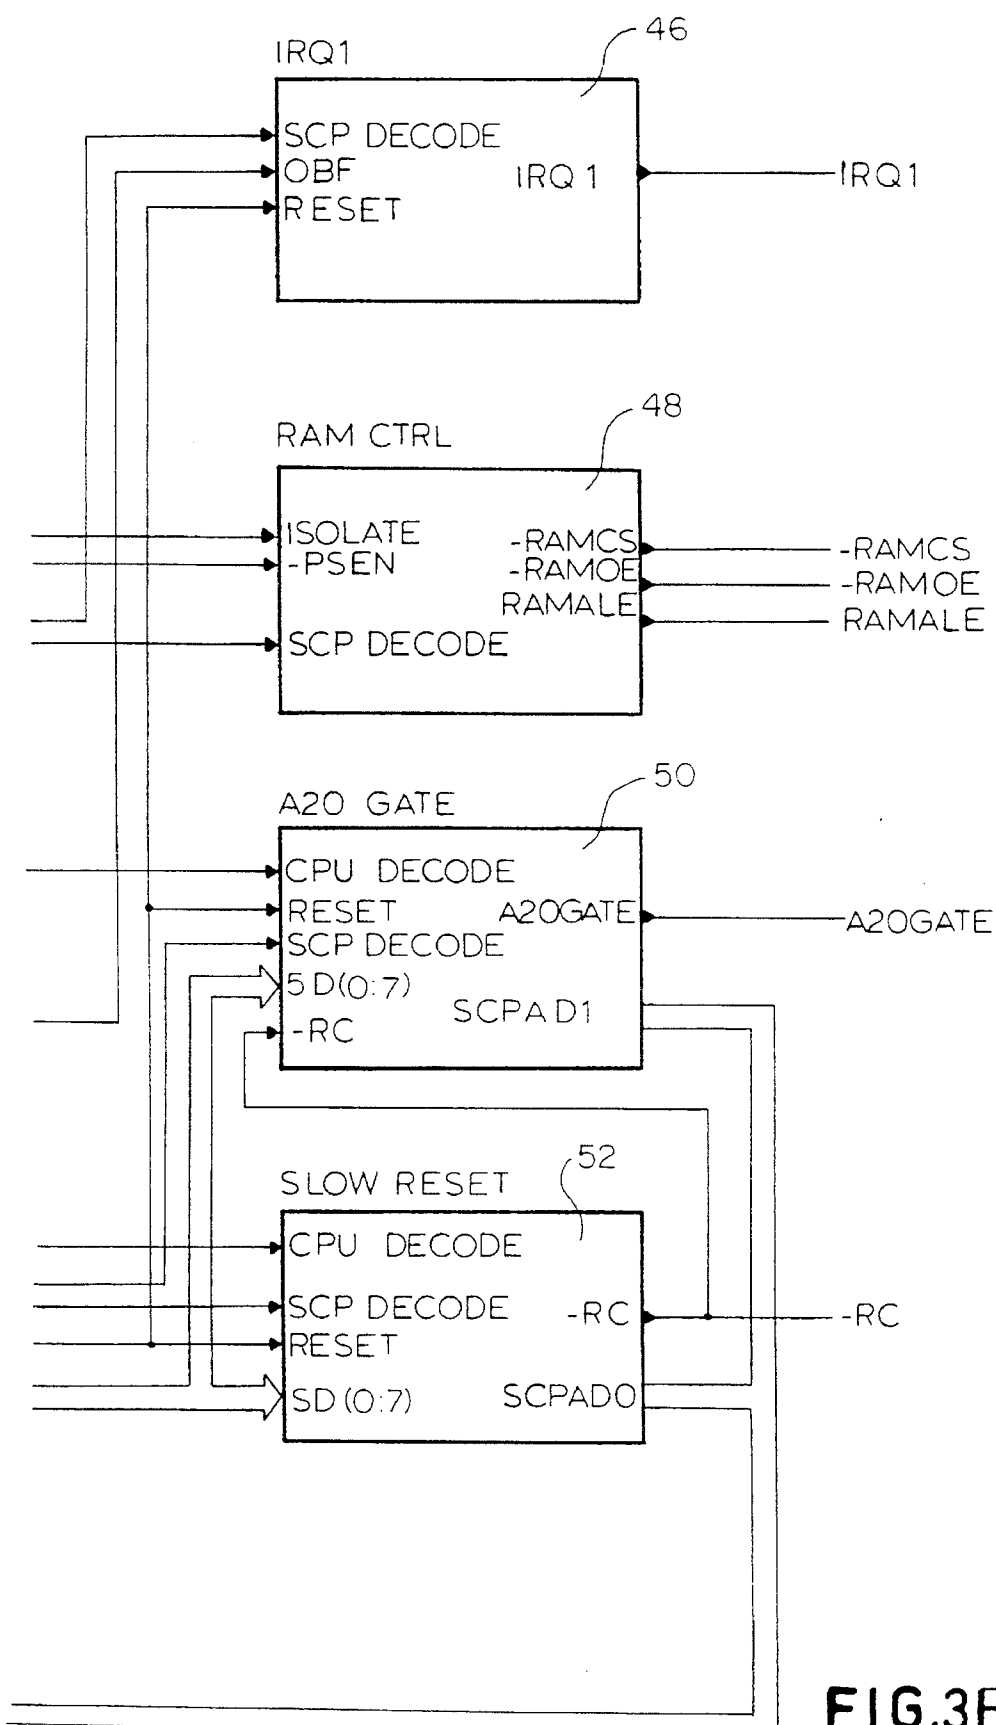 46
IRQ1
SCP DECODE
OBF
IRQ 1
IRQ1
RESET
48
RAM CTRL
ISOLATE
-RAMCS
-RAMCS
-PSEN
-RAMOE
-RAMOE
RAMALE
RAMALE
SCP DECODE
50
A20 GATE
CPU DECODE
RESET
A20GATE
A20GATE
SCP DECODE
5D(0:7)
SCPAD1
-RC
52
SLOW RESET
CPU DECODE
SCP DECODE
-RC
-RC
RESET
SD(0:7)
SCPAD0